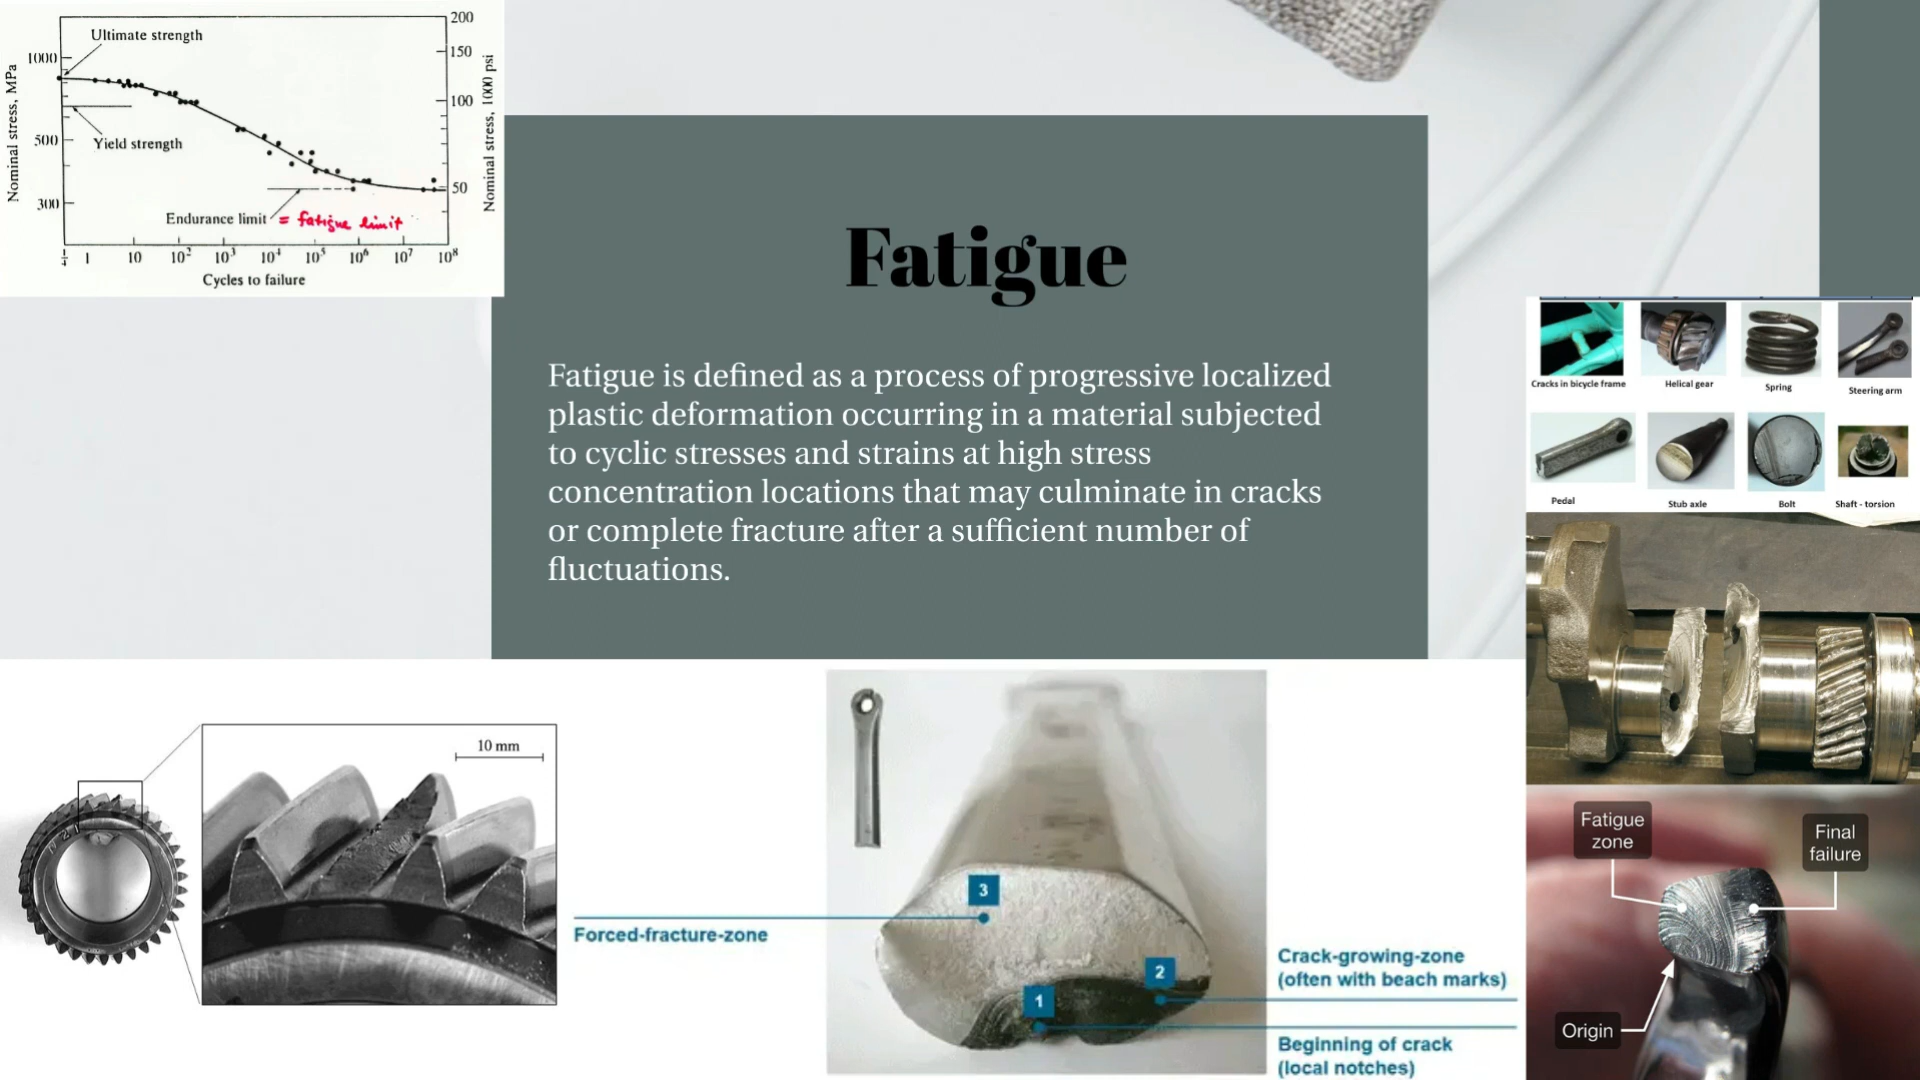 Ultimate strength
Yield strength
Endurance limit = fatigue limit
Nominal stress, MPa
1000
500
300
200
150
100
50
Nominal stress, 1000 psi
1/4 1 10 10² 10³ 10⁴ 10⁵ 10⁶ 10⁷ 10⁸
Cycles to failure
Fatigue
Fatigue is defined as a process of progressive localized
plastic deformation occurring in a material subjected
to cyclic stresses and strains at high stress
concentration locations that may culminate in cracks
or complete fracture after a sufficient number of
fluctuations.
Cracks in bicycle frame
Helical gear
Spring
Steering arm
Pedal
Stub axle
Bolt
Shaft - torsion
10 mm
3
Forced-fracture-zone
2
1
Crack-growing-zone
(often with beach marks)
Beginning of crack
(local notches)
Fatigue
zone
Final
failure
Origin